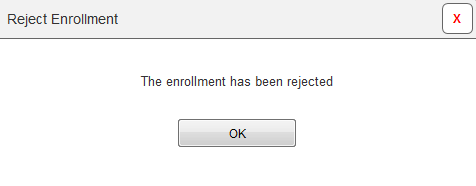 Reject Enrollment
X
The enrollment has been rejected
OK